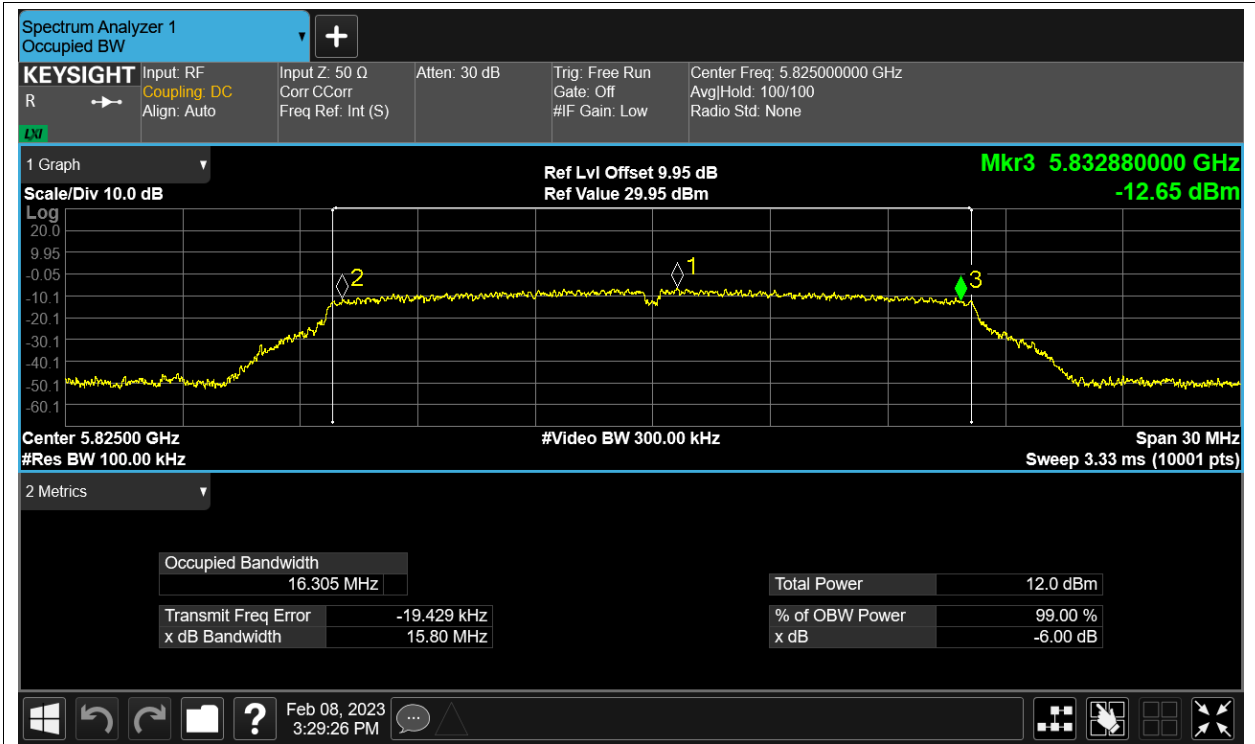 Spectrum Analyzer 1
Occupied BW
+
KEYSIGHT
R
LXI
Input: RF
Coupling: DC
Align: Auto
Input Z: 50 Ω
Corr CCorr
Freq Ref: Int (S)
Atten: 30 dB
Trig: Free Run
Gate: Off
#IF Gain: Low
Center Freq: 5.825000000 GHz
Avg|Hold: 100/100
Radio Std: None
1 Graph
Scale/Div 10.0 dB
Ref Lvl Offset 9.95 dB
Ref Value 29.95 dBm
Mkr3 5.832880000 GHz
-12.65 dBm
Log
20.0
9.95
-0.05
-10.1
-20.1
-30.1
-40.1
-50.1
-60.1
2
1
3
Center 5.82500 GHz
#Video BW 300.00 kHz
Span 30 MHz
#Res BW 100.00 kHz
Sweep 3.33 ms (10001 pts)
2 Metrics
Occupied Bandwidth
16.305 MHz
Transmit Freq Error -19.429 kHz
x dB Bandwidth 15.80 MHz
Total Power 12.0 dBm
% of OBW Power 99.00 %
x dB -6.00 dB
?
Feb 08, 2023
3:29:26 PM